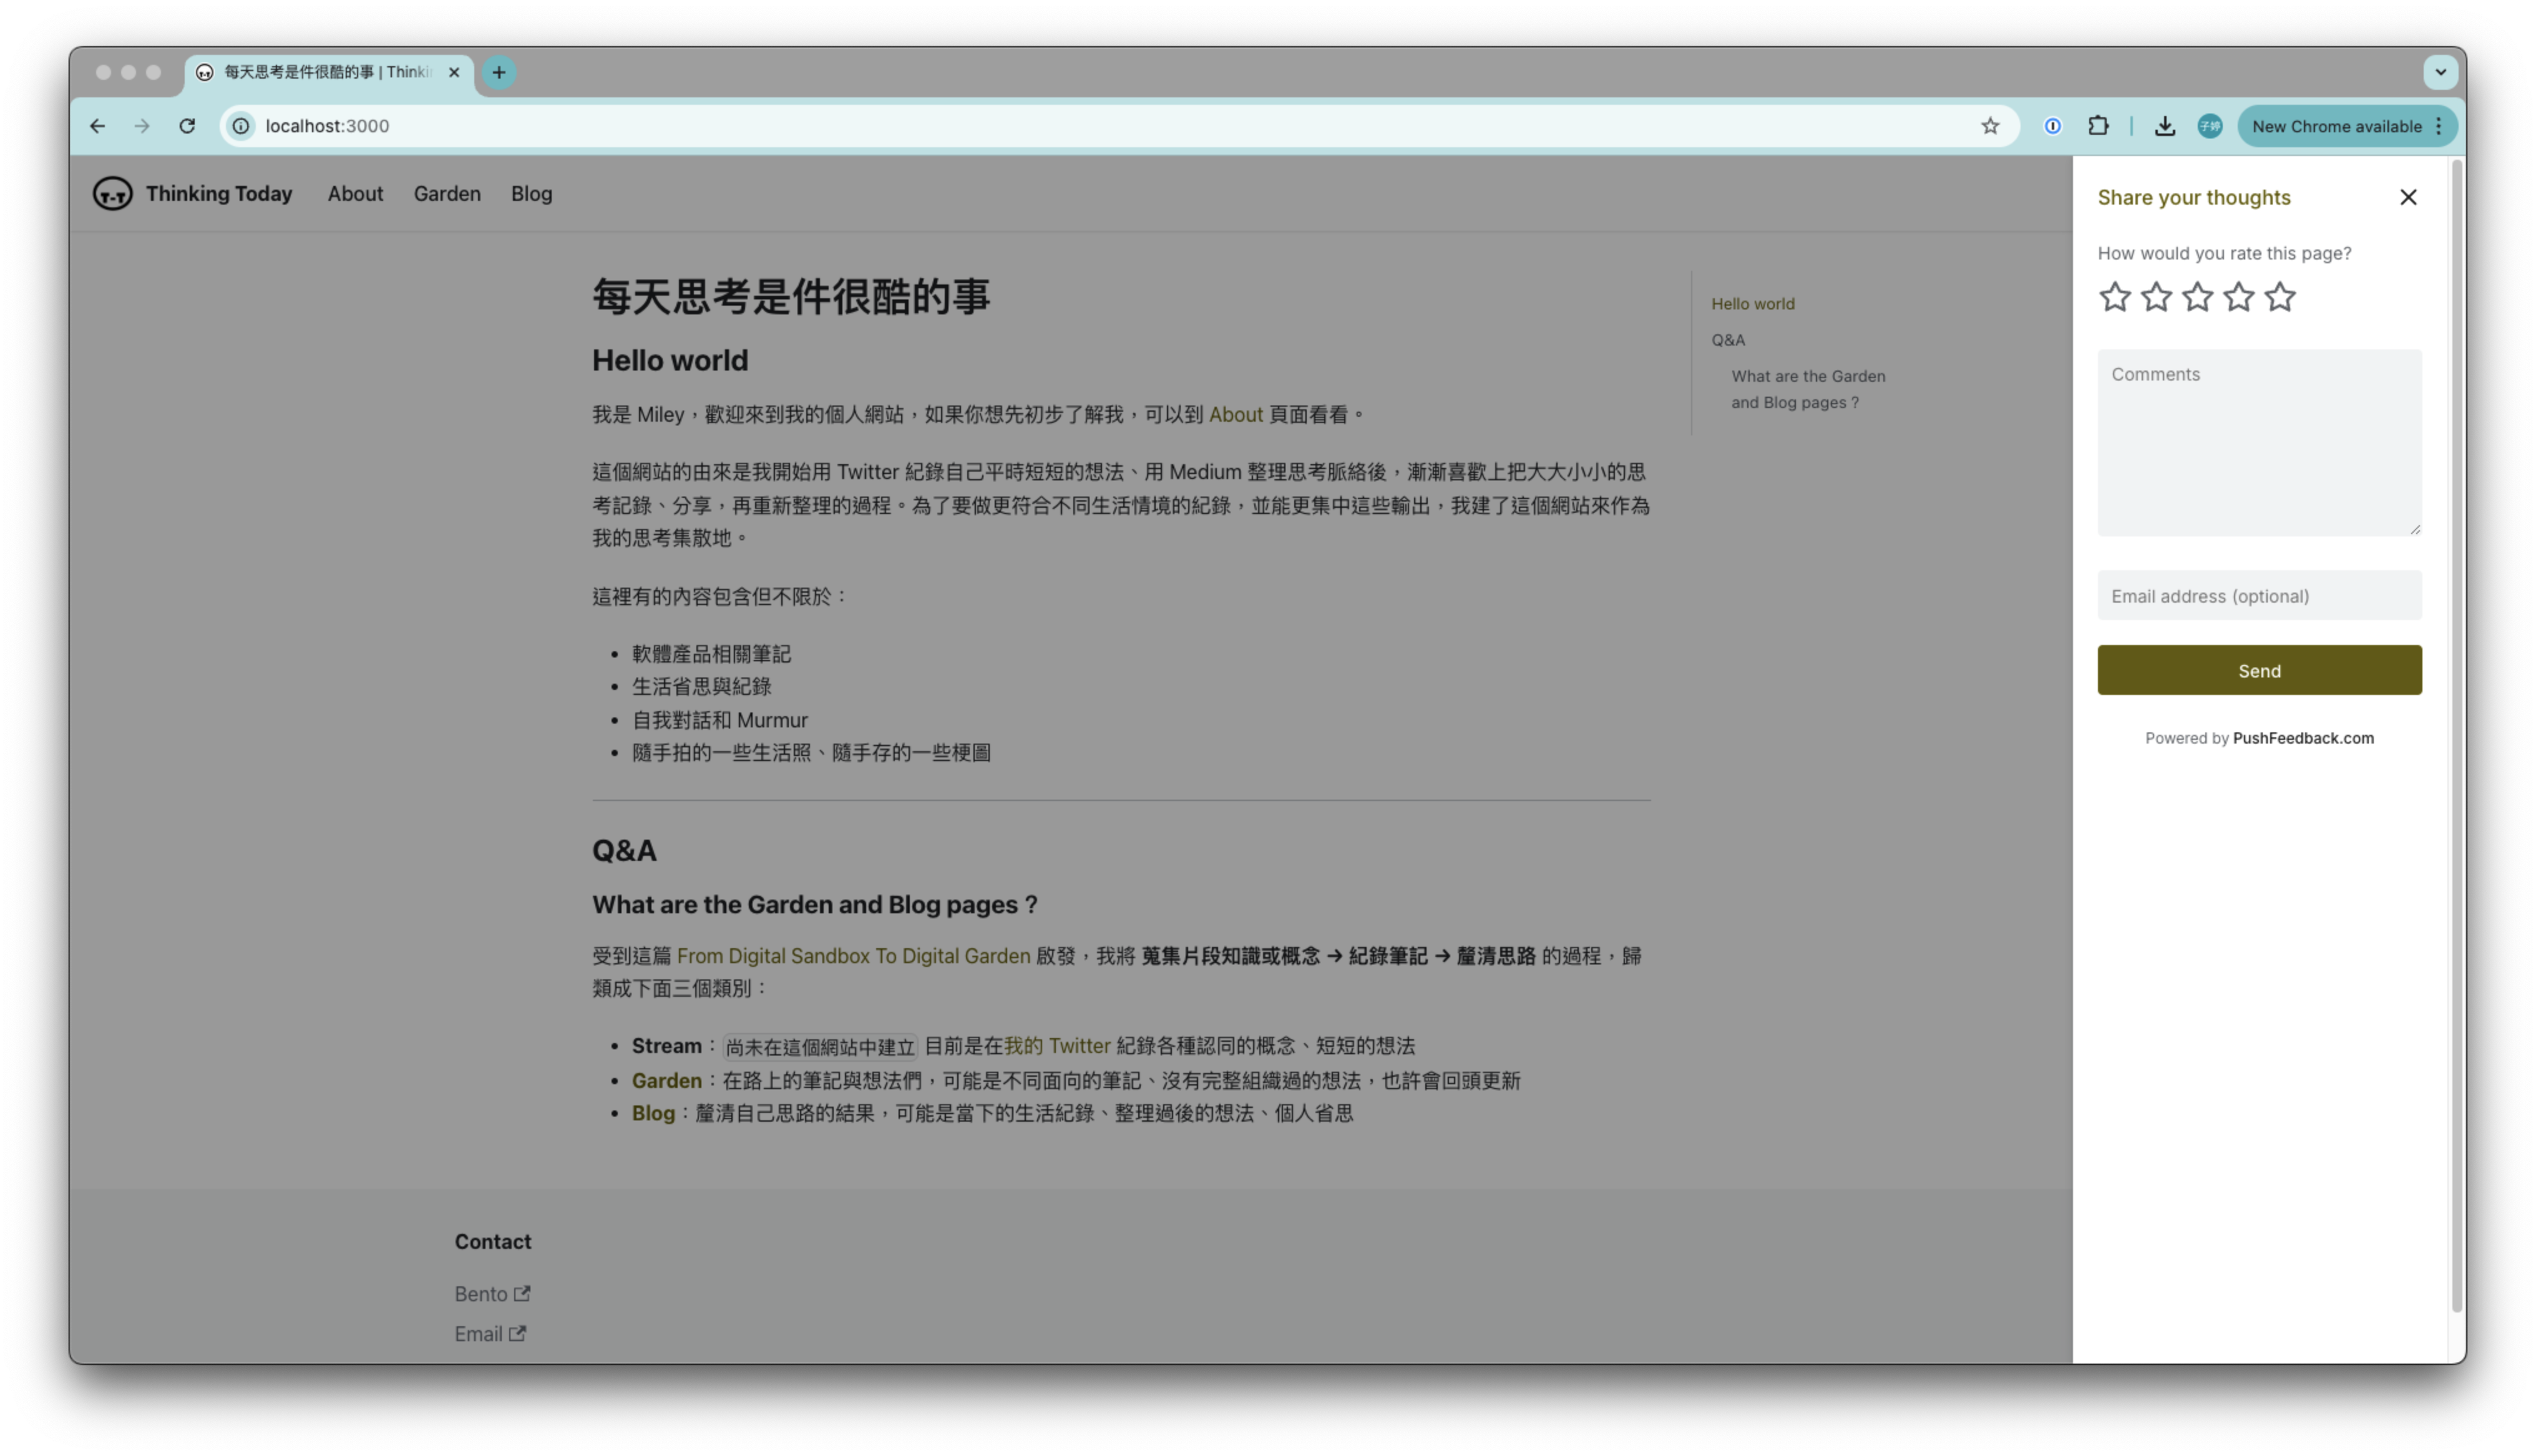 每天思考是件很酷的事 | Thinki
localhost:3000
子婷
New Chrome available
T-T
Thinking Today
About
Garden
Blog
每天思考是件很酷的事
Hello world
我是 Miley，歡迎來到我的個人網站，如果你想先初步了解我，可以到 About 頁面看看。
這個網站的由來是我開始用 Twitter 紀錄自己平時短短的想法、用 Medium 整理思考脈絡後，漸漸喜歡上把大大小小的思
考記錄、分享，再重新整理的過程。為了要做更符合不同生活情境的紀錄，並能更集中這些輸出，我建了這個網站來作為
我的思考集散地。
這裡有的內容包含但不限於：
• 軟體產品相關筆記
• 生活省思與紀錄
• 自我對話和 Murmur
• 隨手拍的一些生活照、隨手存的一些梗圖
Q&A
What are the Garden and Blog pages？
受到這篇 From Digital Sandbox To Digital Garden 啟發，我將 蒐集片段知識或概念 → 紀錄筆記 → 釐清思路 的過程，歸
類成下面三個類別：
• Stream：尚未在這個網站中建立 目前是在我的 Twitter 紀錄各種認同的概念、短短的想法
• Garden：在路上的筆記與想法們，可能是不同面向的筆記、沒有完整組織過的想法，也許會回頭更新
• Blog：釐清自己思路的結果，可能是當下的生活紀錄、整理過後的想法、個人省思
Hello world
Q&A
What are the Garden
and Blog pages？
Contact
Bento
Email
Share your thoughts
How would you rate this page?
Comments
Email address (optional)
Send
Powered by PushFeedback.com